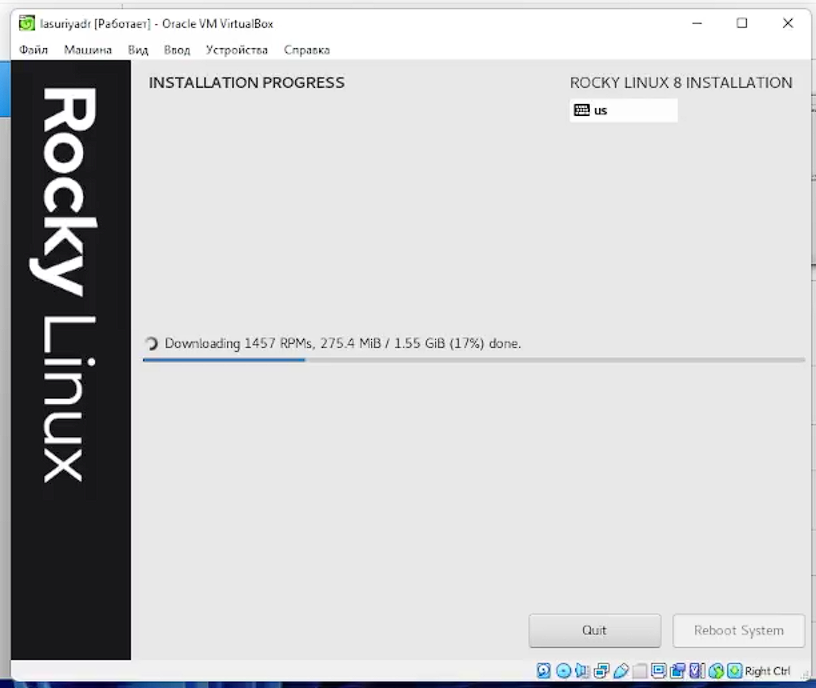 lasuriyadr [Работает] - Oracle VM VirtualBox
Файл Машина Вид Ввод Устройства Справка
Rocky Linux
INSTALLATION PROGRESS
ROCKY LINUX 8 INSTALLATION
us
Downloading 1457 RPMs, 275.4 MiB / 1.55 GiB (17%) done.
Quit
Reboot System
Right Ctrl